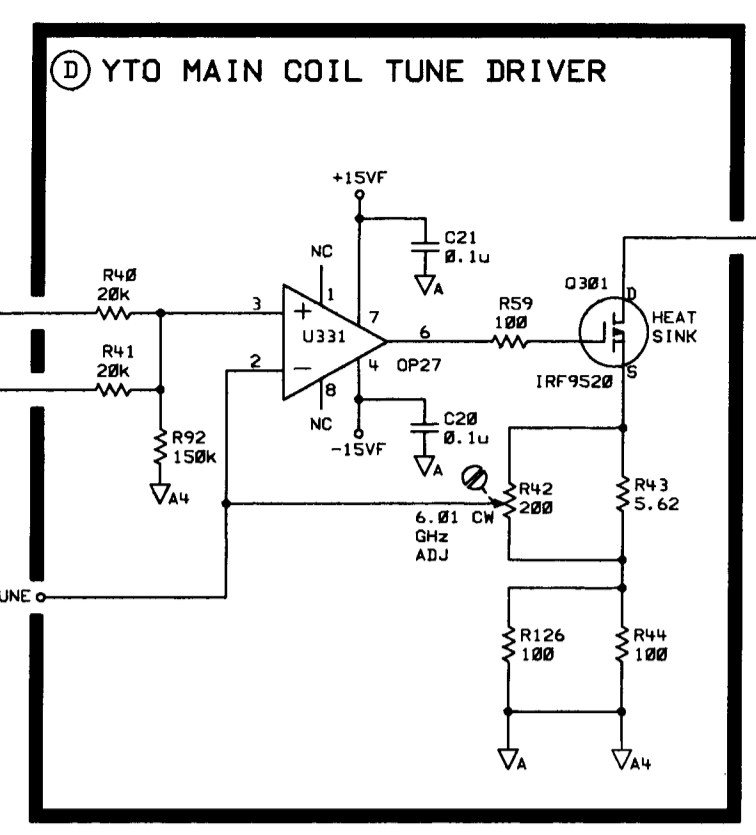 D YTO MAIN COIL TUNE DRIVER
+15VF
C21
0.1u
A
NC
R40
20k
3
+
1
7
U331
R59
100
Q301
D
HEAT
SINK
6
R41
20k
2
−
4
OP27
IRF9520
S
8
NC
C20
0.1u
-15VF
A
R92
150k
A4
R42
200
R43
5.62
6.01 CW
GHz
ADJ
UNE
R126
100
R44
100
A
A4